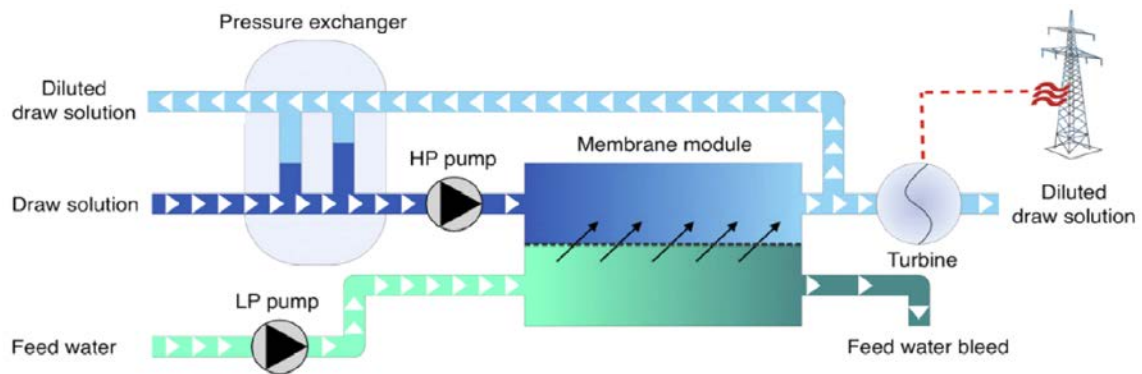 Pressure exchanger
Diluted
draw solution
HP pump
Membrane module
Draw solution
Diluted
draw solution
Turbine
LP pump
Feed water
Feed water bleed